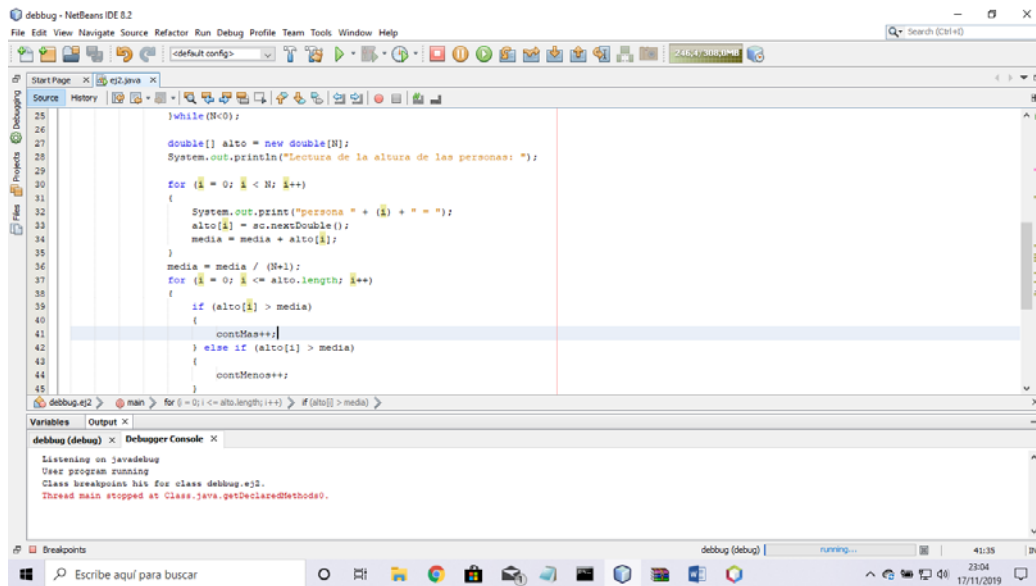 debbug - NetBeans IDE 8.2
File Edit View Navigate Source Refactor Run Debug Profile Team Tools Window Help
Search (Ctrl+I)
<default config>
246,4/308,0MB
Start Page
ej2.java
Source History
Debugging
Projects
Files
25 }while(N<0);
26
27 double[] alto = new double[N];
28 System.out.println("Lectura de la altura de las personas: ");
29
30 for (i = 0; i < N; i++)
31 {
32 System.out.print("persona " + (i) + " = ");
33 alto[i] = sc.nextDouble();
34 media = media + alto[i];
35 }
36 media = media / (N+1);
37 for (i = 0; i <= alto.length; i++)
38 {
39 if (alto[i] > media)
40 {
41 contMas++;
42 } else if (alto[i] > media)
43 {
44 contMenos++;
45 }
debbug.ej2 main for (i = 0; i <= alto.length; i++) if (alto[i] > media)
Variables Output
debbug (debug) Debugger Console
Listening on javadebug
User program running
Class breakpoint hit for class debbug.ej2.
Thread main stopped at Class.java.getDeclaredMethods0.
Breakpoints
debbug (debug) running... 41:35
Escribe aquí para buscar
23:04
17/11/2019